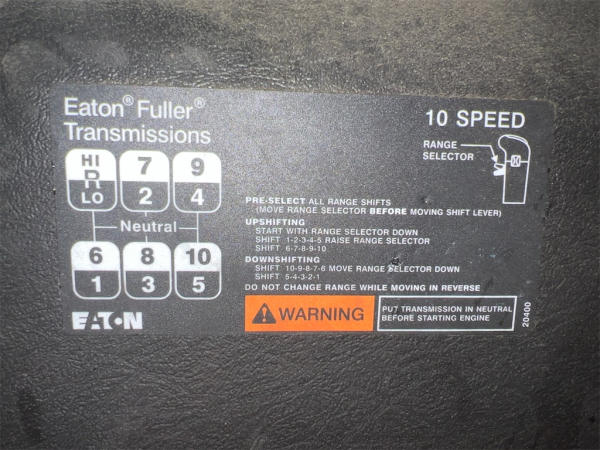 Eaton® Fuller®
Transmissions
10 SPEED
RANGE
SELECTOR
HI
R
LO
7
2
9
4
Neutral
6
1
8
3
10
5
PRE-SELECT ALL RANGE SHIFTS
(MOVE RANGE SELECTOR BEFORE MOVING SHIFT LEVER)
UPSHIFTING
START WITH RANGE SELECTOR DOWN
SHIFT 1-2-3-4-5 RAISE RANGE SELECTOR
SHIFT 6-7-8-9-10
DOWNSHIFTING
SHIFT 10-9-8-7-6 MOVE RANGE SELECTOR DOWN
SHIFT 5-4-3-2-1
DO NOT CHANGE RANGE WHILE MOVING IN REVERSE
EATON
WARNING
PUT TRANSMISSION IN NEUTRAL
BEFORE STARTING ENGINE
20400